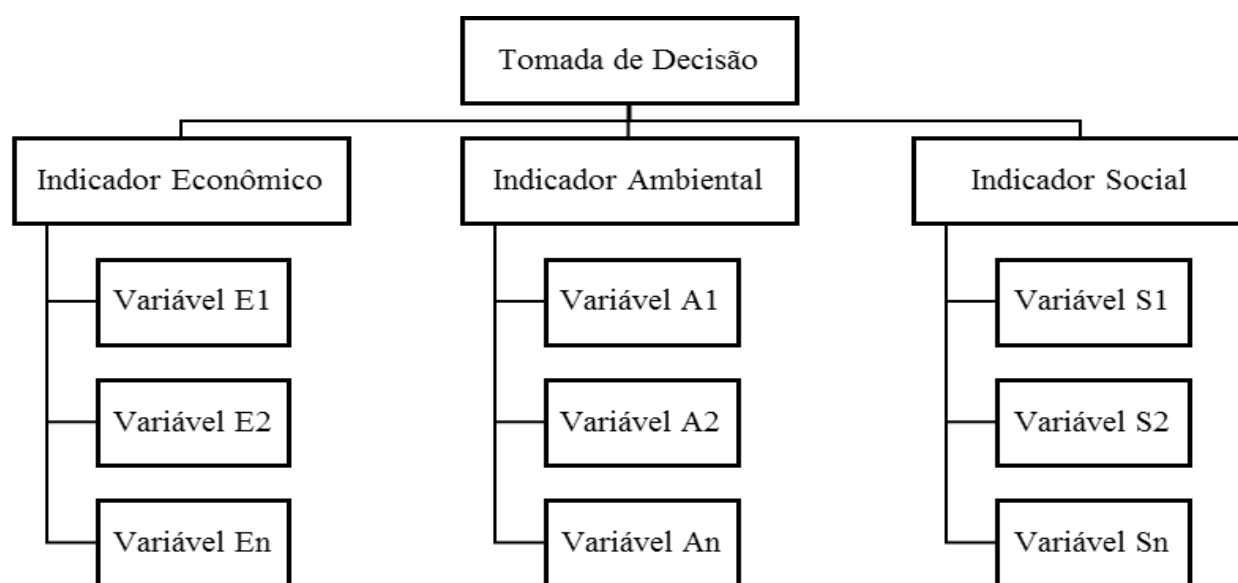 Tomada de Decisão
Indicador Econômico
Indicador Ambiental
Indicador Social
Variável E1
Variável A1
Variável S1
Variável E2
Variável A2
Variável S2
Variável En
Variável An
Variável Sn